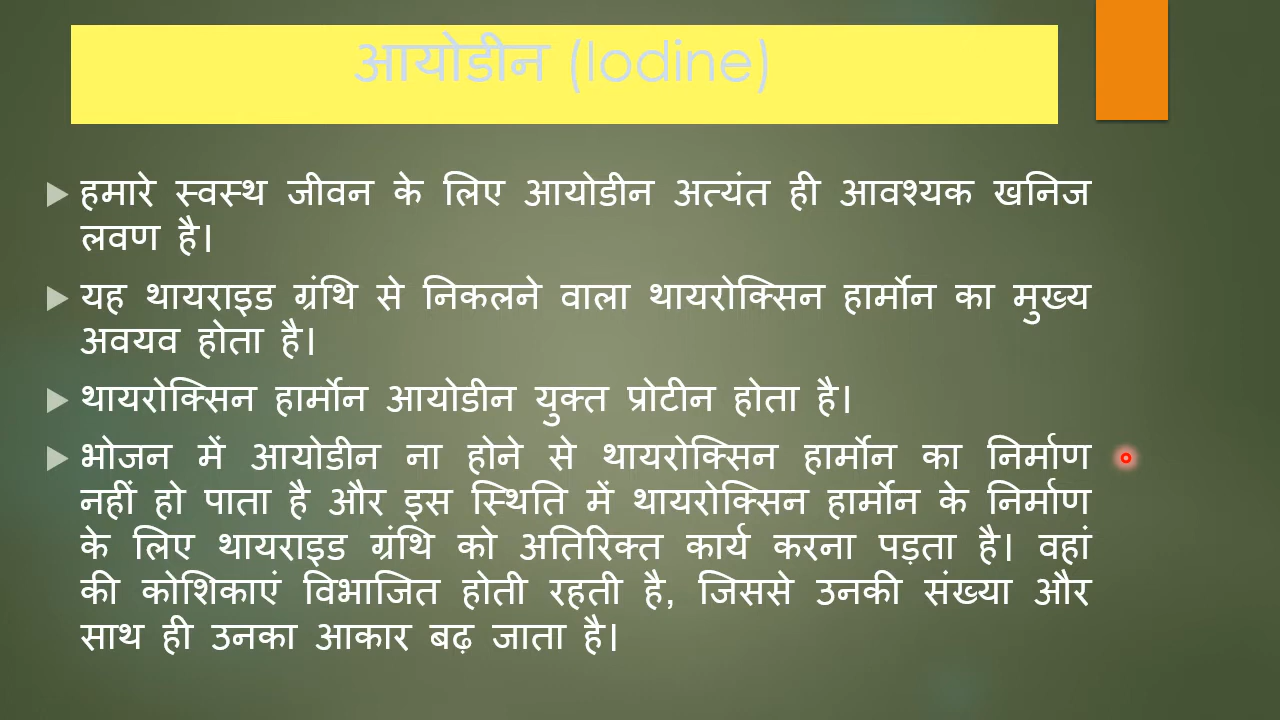 आयोडीन (Iodine)
हमारे स्वस्थ जीवन के लिए आयोडीन अत्यंत ही आवश्यक खनिज
लवण है।
यह थायराइड ग्रंथि से निकलने वाला थायरोक्सिन हार्मोन का मुख्य
अवयव होता है।
थायरोक्सिन हार्मोन आयोडीन युक्त प्रोटीन होता है।
भोजन में आयोडीन ना होने से थायरोक्सिन हार्मोन का निर्माण
नहीं हो पाता है और इस स्थिति में थायरोक्सिन हार्मोन के निर्माण
के लिए थायराइड ग्रंथि को अतिरिक्त कार्य करना पड़ता है। वहां
की कोशिकाएं विभाजित होती रहती है, जिससे उनकी संख्या और
साथ ही उनका आकार बढ़ जाता है।